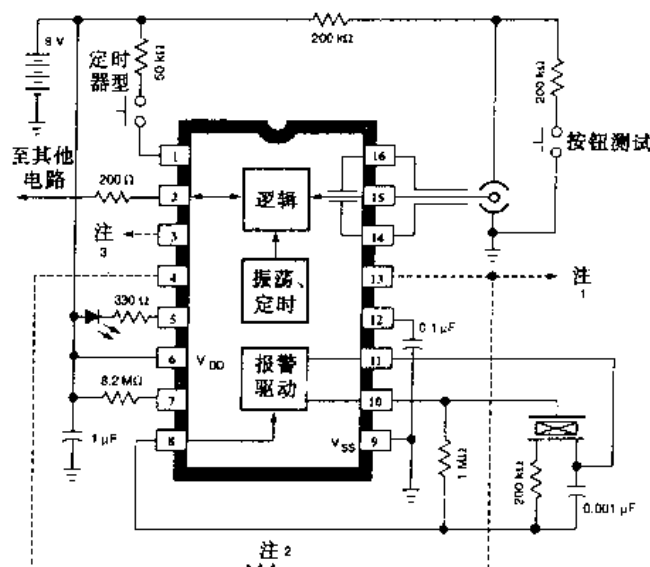 200 kΩ
9 V
定时
器型
50 kΩ
200 kΩ
按钮测试
至其他
电路
200 Ω
1
2
3
4
5
6
7
8
16
15
14
13
12
11
10
9
逻辑
振荡、
定时
报警
驱动
V DD
V SS
注
3
注
1
330 Ω
8.2 MΩ
1 μF
0.1 μF
1 MΩ
200 kΩ
0.001 μF
注 2